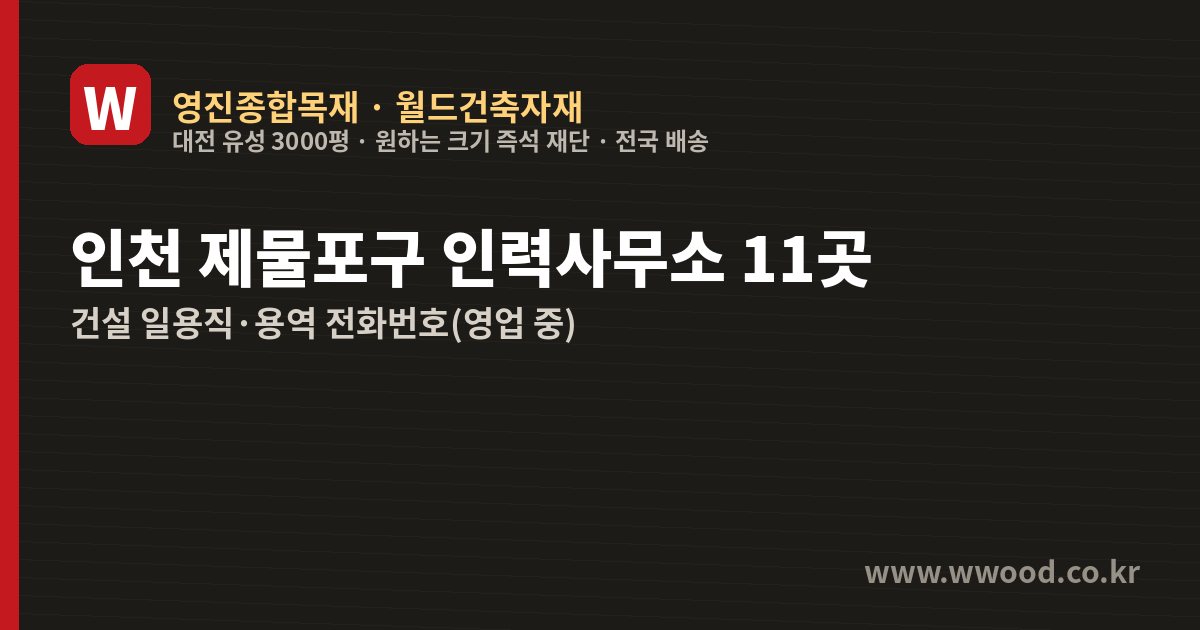 W
영진종합목재 · 월드건축자재
대전 유성 3000평 · 원하는 크기 즉석 재단 · 전국 배송
인천 제물포구 인력사무소 11곳
건설 일용직·용역 전화번호(영업 중)
www.wwood.co.kr